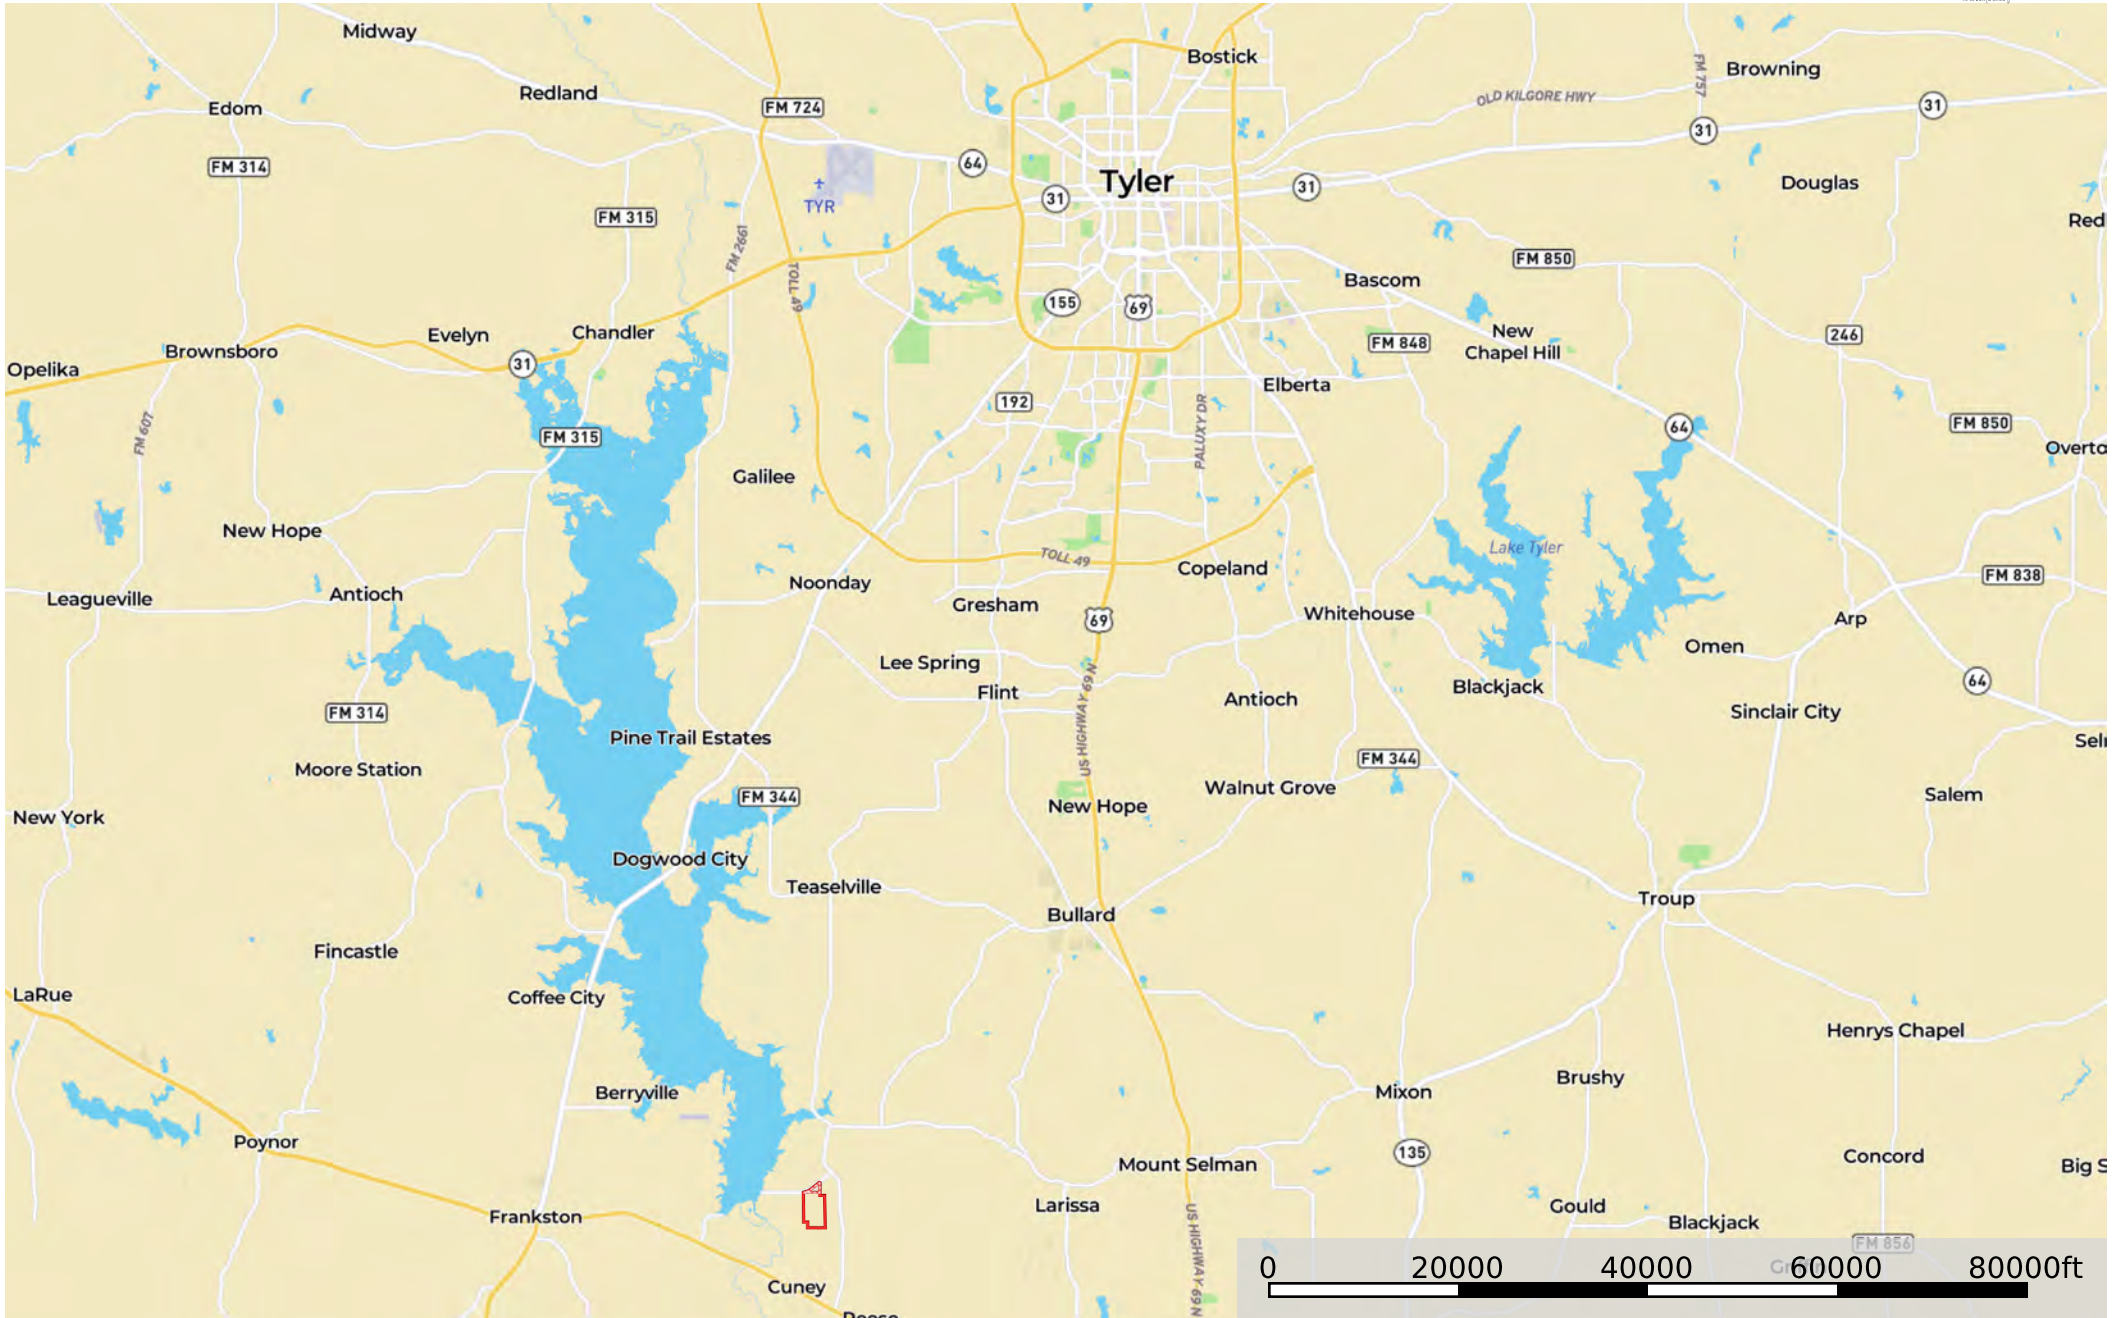 Midway
Bostick
Browning
FM 757
Redland
OLD KILGORE HWY
Edom
FM 724
31
31
FM 314
64
Tyler
31
31
Douglas
TYR
FM 315
Red
FM 2661
FM 850
TOLL 49
Bascom
155
69
Evelyn
Chandler
New
Chapel Hill
FM 848
246
Brownsboro
Opelika
31
Elberta
192
FM 607
FM 315
PALUXY DR
64
FM 850
Overto
Galilee
New Hope
Lake Tyler
TOLL 49
Noonday
Copeland
FM 838
Leagueville
Antioch
Gresham
69
Whitehouse
Arp
Omen
Lee Spring
Flint
Antioch
Blackjack
64
FM 314
US HIGHWAY 69 N
Sinclair City
Pine Trail Estates
Seln
Moore Station
FM 344
FM 344
Walnut Grove
New Hope
Salem
New York
Dogwood City
Teaselville
Troup
Bullard
Fincastle
LaRue
Coffee City
Henrys Chapel
Brushy
Berryville
Mixon
Poynor
135
Concord
Mount Selman
Big S
Larissa
Gould
Frankston
Blackjack
US HIGHWAY 69 N
FM 856
0 20000 40000 60000 80000ft
Cuney
Reese